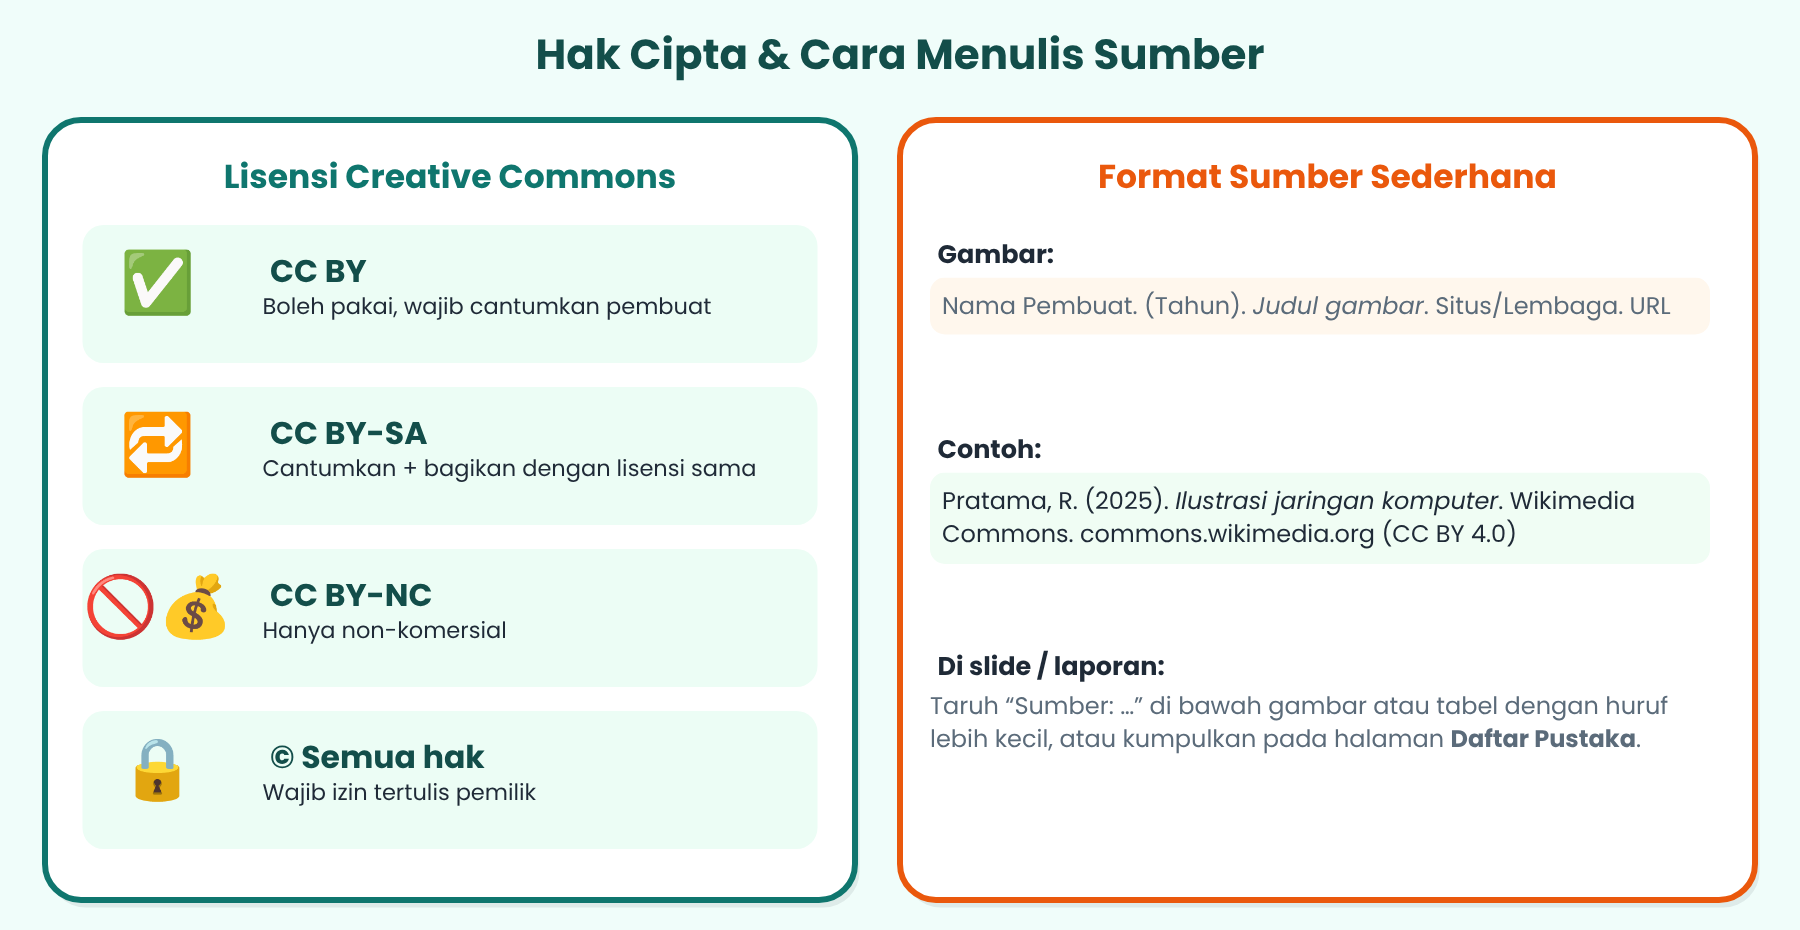 Hak Cipta & Cara Menulis Sumber
Lisensi Creative Commons
CC BY
Boleh pakai, wajib cantumkan pembuat
CC BY-SA
Cantumkan + bagikan dengan lisensi sama
CC BY-NC
Hanya non-komersial
© Semua hak
Wajib izin tertulis pemilik
Format Sumber Sederhana
Gambar:
Nama Pembuat. (Tahun). Judul gambar. Situs/Lembaga. URL
Contoh:
Pratama, R. (2025). Ilustrasi jaringan komputer. Wikimedia
Commons. commons.wikimedia.org (CC BY 4.0)
Di slide / laporan:
Taruh “Sumber: …” di bawah gambar atau tabel dengan huruf
lebih kecil, atau kumpulkan pada halaman Daftar Pustaka.